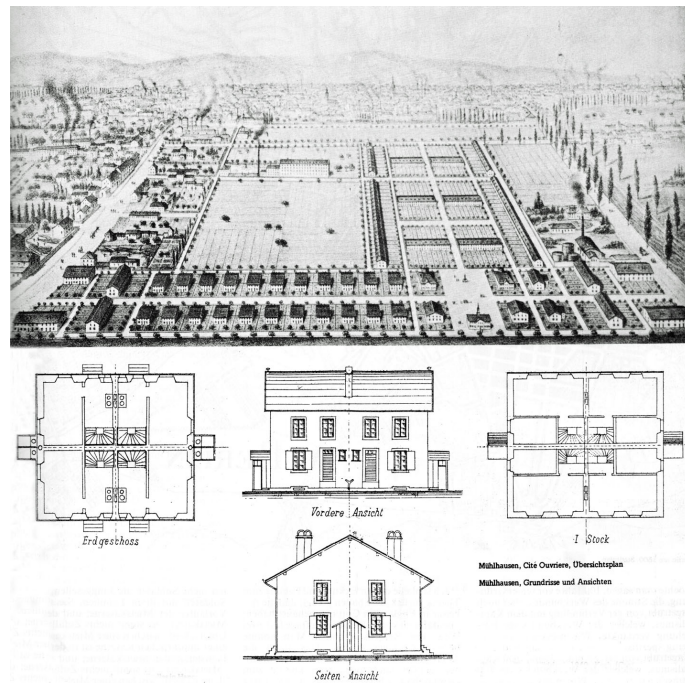 Erdgeschoss
Vordere Ansicht
I Stock
Mühlhausen, Cité Ouvriere, Übersichtsplan
Mühlhausen, Grundrisse und Ansichten
Seiten Ansicht